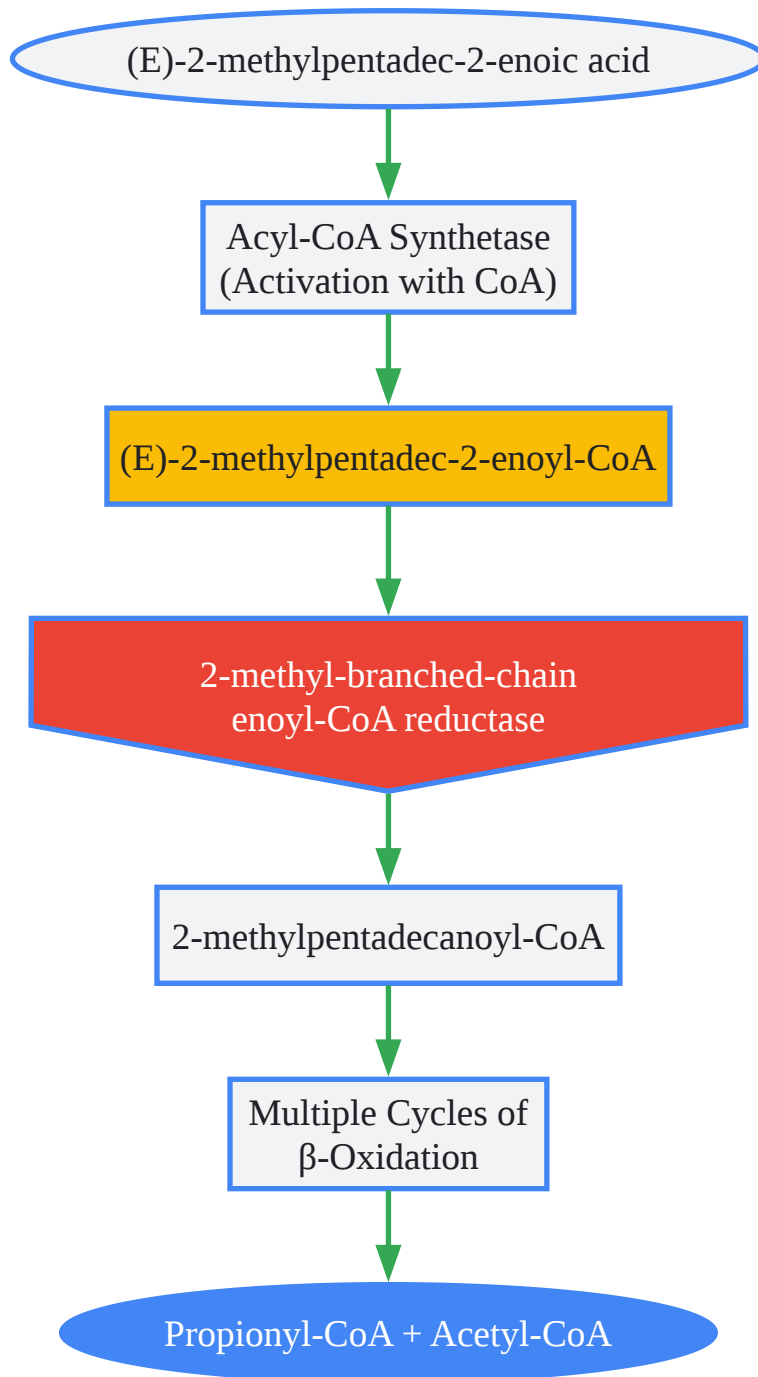 (E)-2-methylpentadec-2-enoic acid
Acyl-CoA Synthetase
(Activation with CoA)
(E)-2-methylpentadec-2-enoyl-CoA
2-methyl-branched-chain
enoyl-CoA reductase
2-methylpentadecanoyl-CoA
Multiple Cycles of
β-Oxidation
Propionyl-CoA + Acetyl-CoA